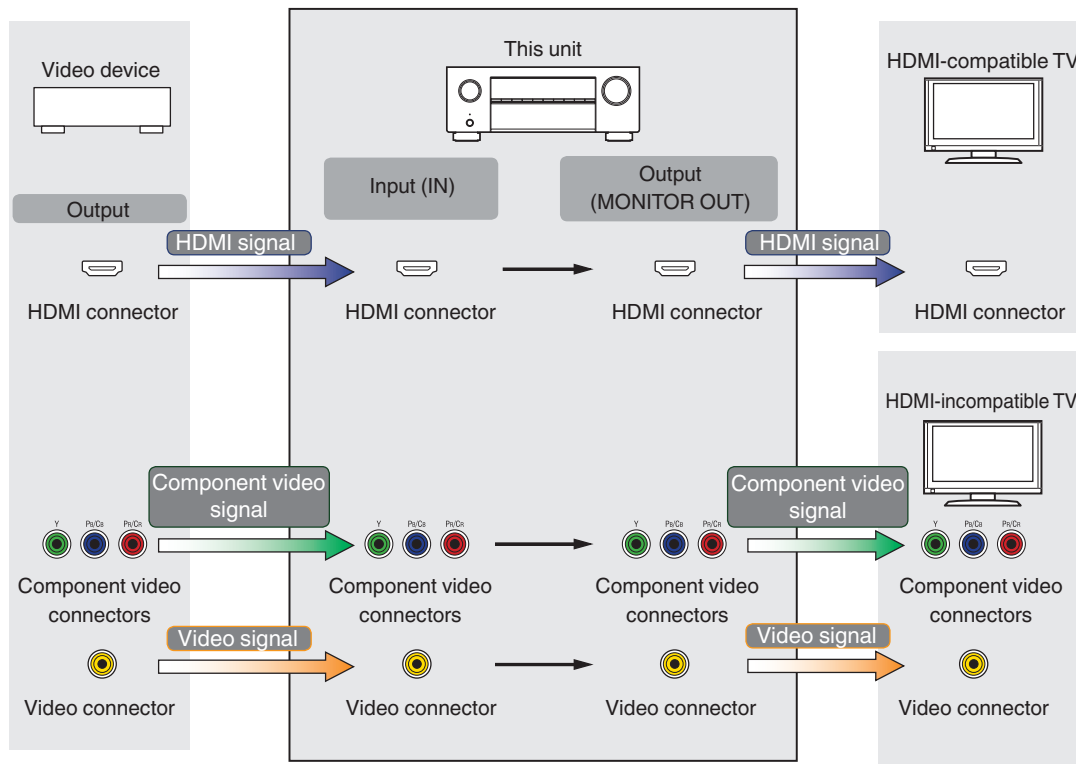 Video device
This unit
HDMI-compatible TV
Output
Input (IN)
Output
(MONITOR OUT)
HDMI signal
HDMI signal
HDMI connector
HDMI connector
HDMI connector
HDMI connector
HDMI-incompatible TV
Component video
signal
Component video
signal
Y PB/CB PR/CR
Y PB/CB PR/CR
Y PB/CB PR/CR
Y PB/CB PR/CR
Component video
connectors
Component video
connectors
Component video
connectors
Component video
connectors
Video signal
Video signal
Video connector
Video connector
Video connector
Video connector